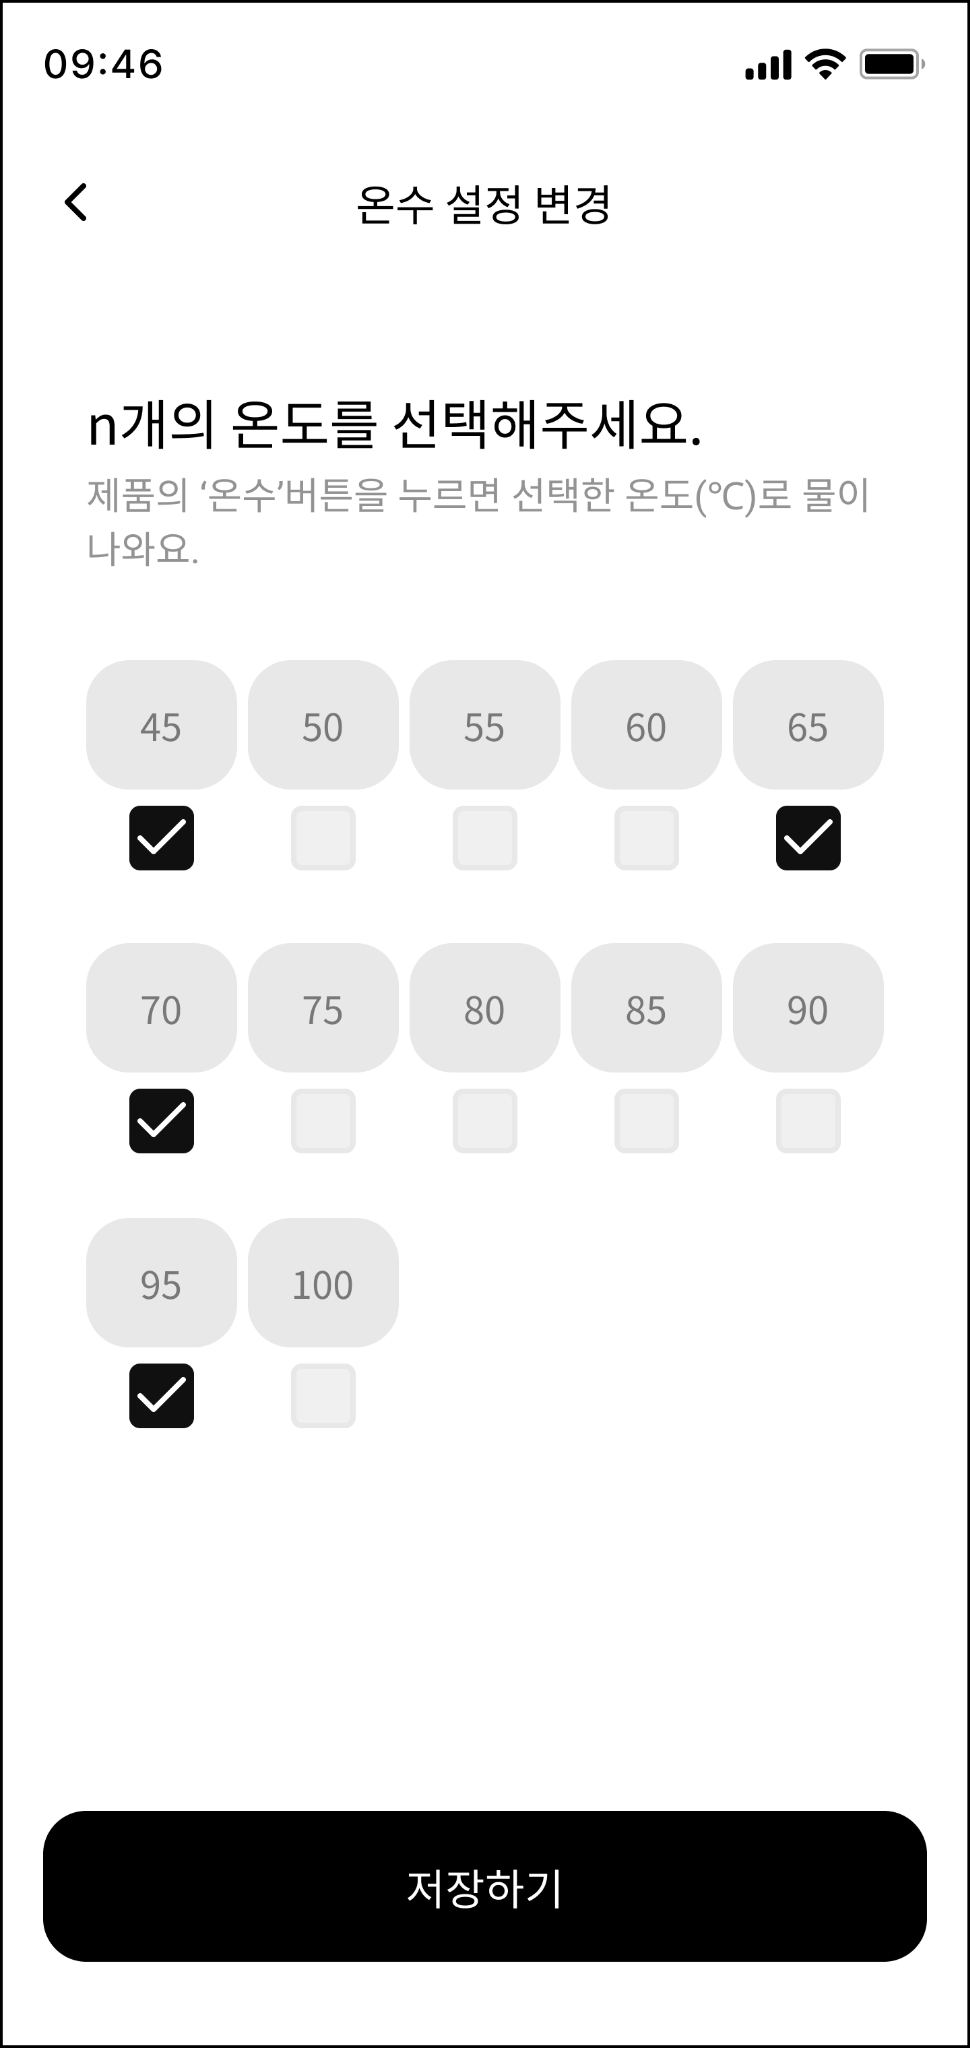 09:46
온수 설정 변경
n개의 온도를 선택해주세요.
제품의 ‘온수’버튼을 누르면 선택한 온도(℃)로 물이
나와요.
45 50 55 60 65
70 75 80 85 90
95 100
저장하기